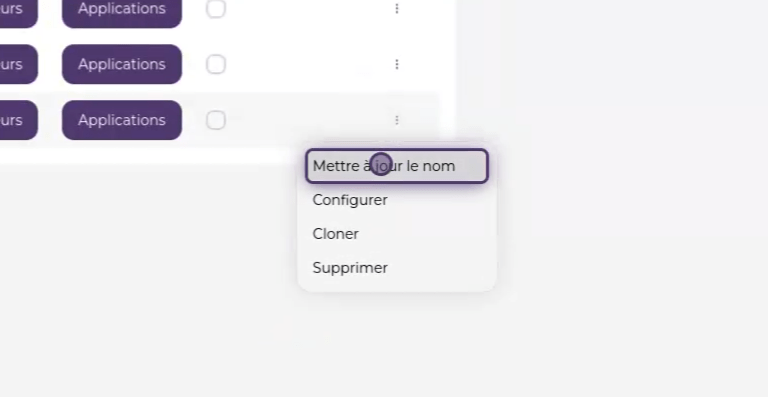 urs Applications
urs Applications
urs Applications
Mettre à jour le nom
Configurer
Cloner
Supprimer